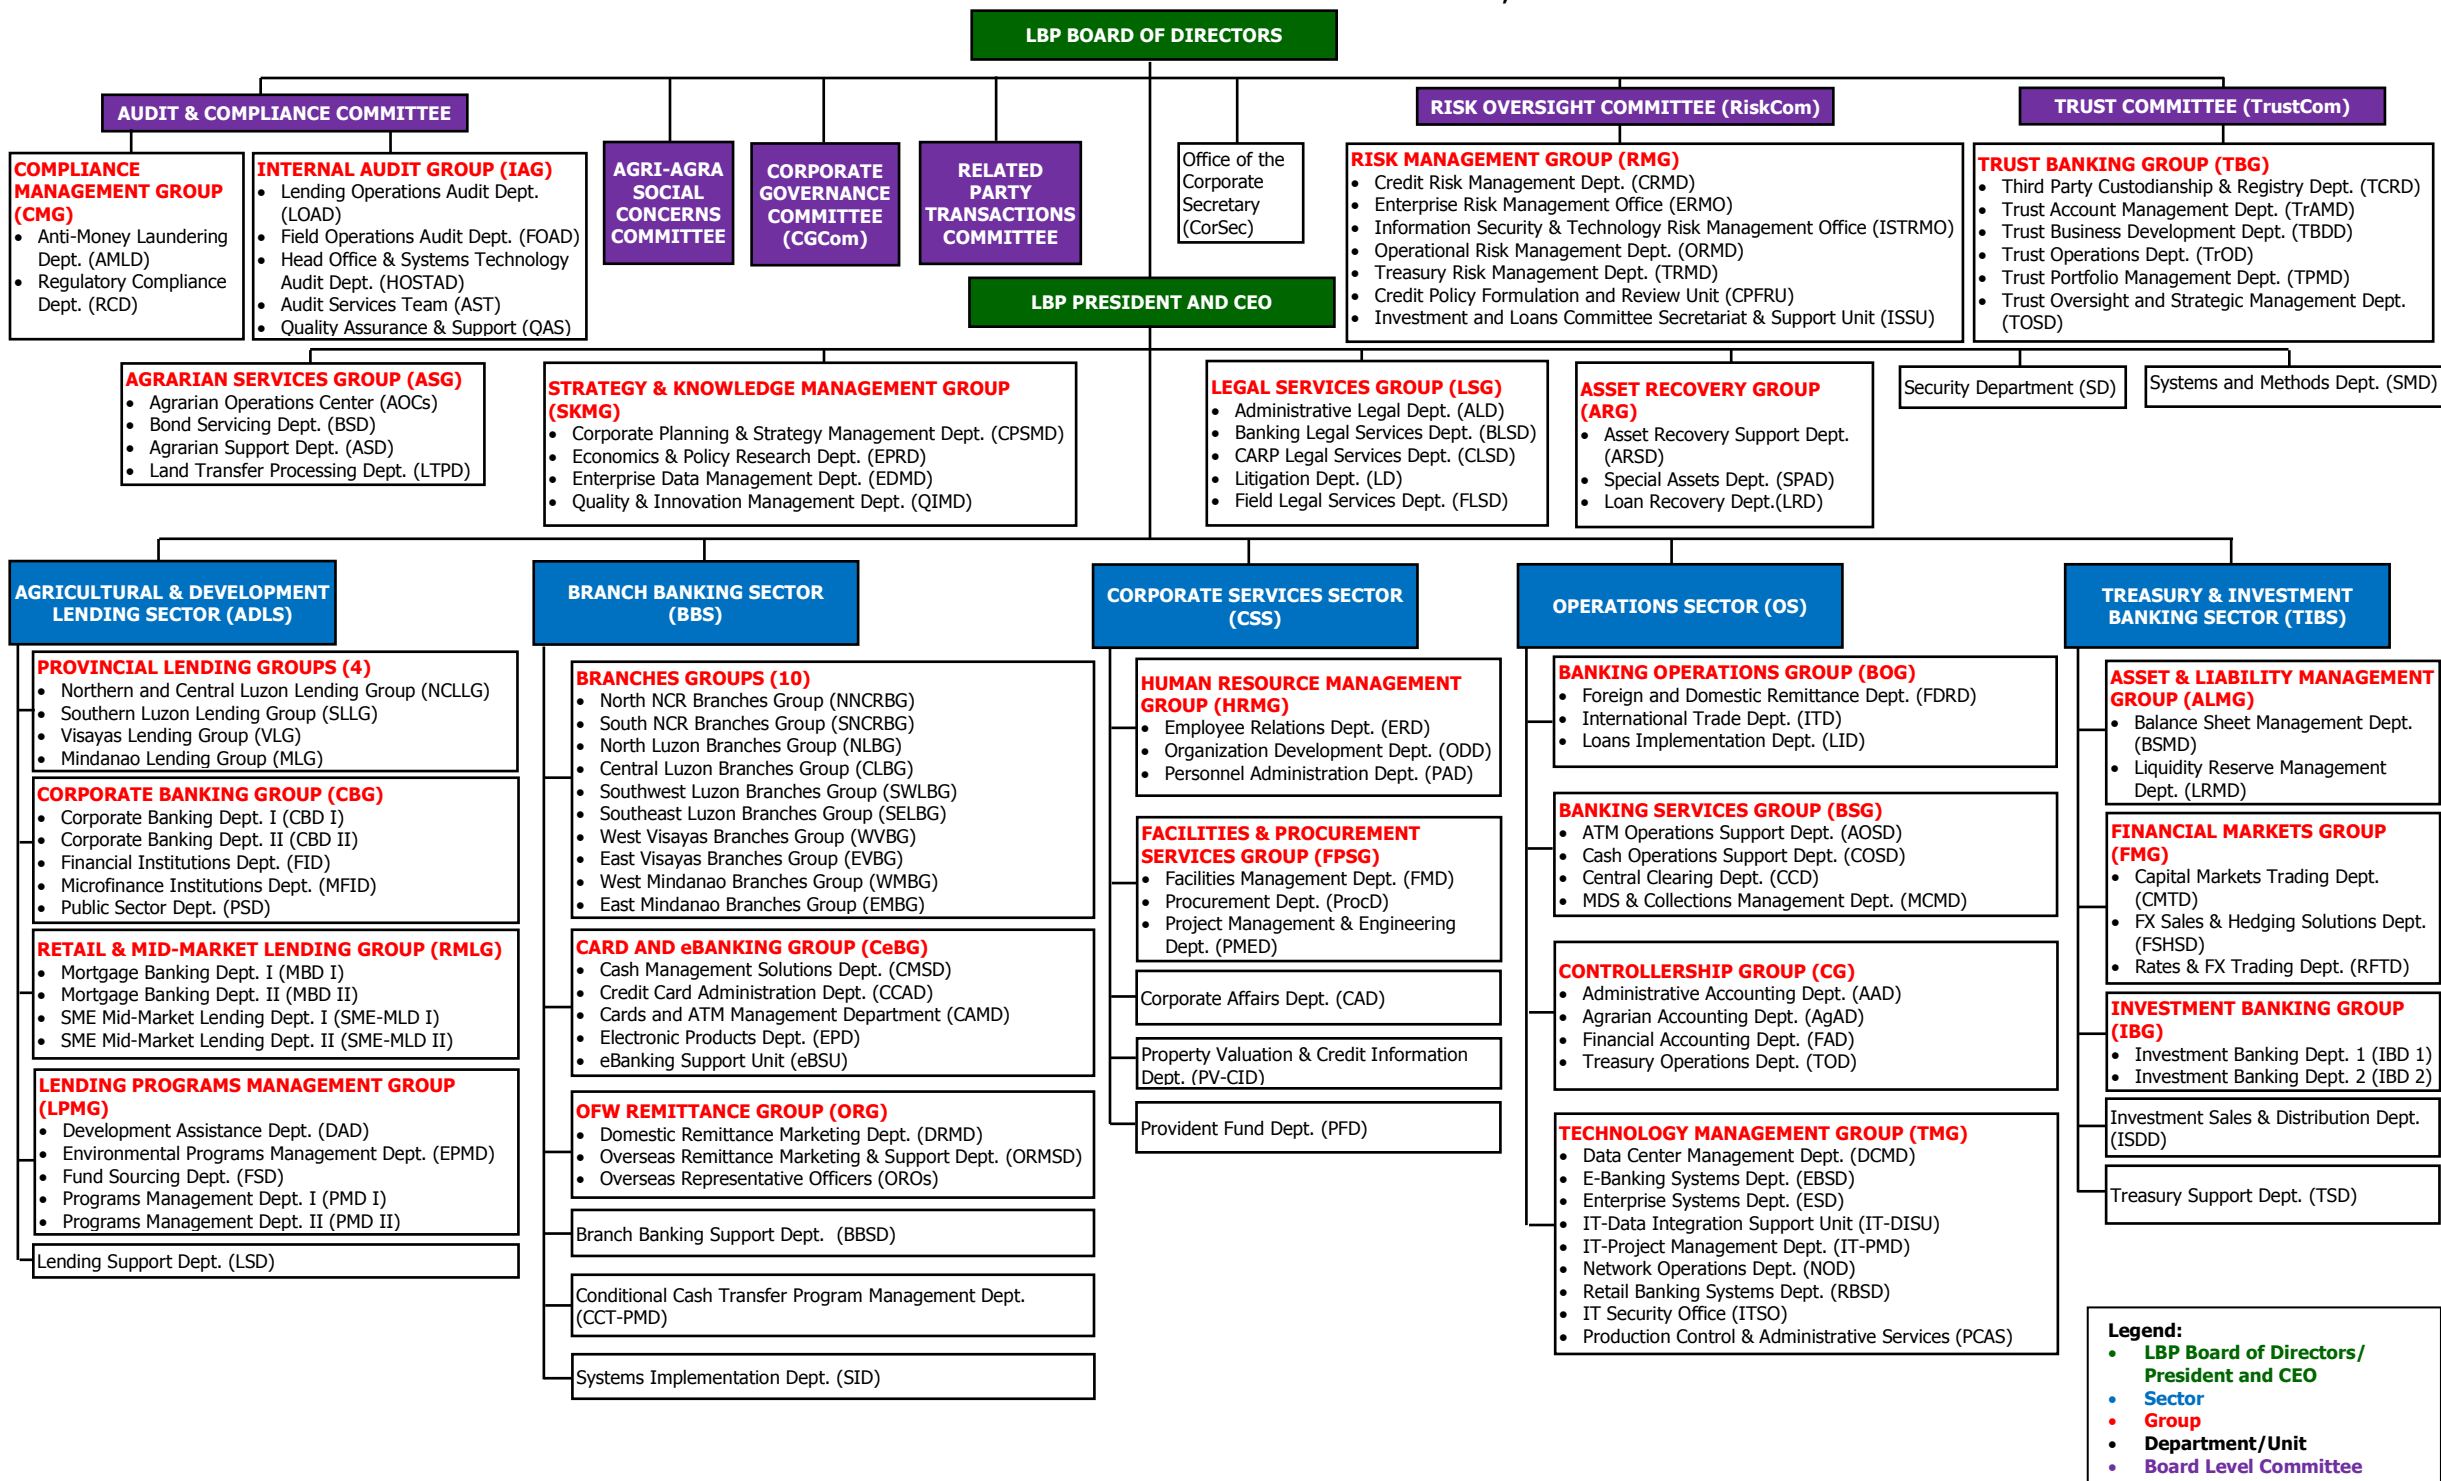 LBP BOARD OF DIRECTORS
AUDIT & COMPLIANCE COMMITTEE
RISK OVERSIGHT COMMITTEE (RiskCom)
TRUST COMMITTEE (TrustCom)
COMPLIANCE
MANAGEMENT GROUP
(CMG)
• Anti-Money Laundering
Dept. (AMLD)
• Regulatory Compliance
Dept. (RCD)
INTERNAL AUDIT GROUP (IAG)
• Lending Operations Audit Dept.
(LOAD)
• Field Operations Audit Dept. (FOAD)
• Head Office & Systems Technology
Audit Dept. (HOSTAD)
• Audit Services Team (AST)
• Quality Assurance & Support (QAS)
AGRI-AGRA
SOCIAL
CONCERNS
COMMITTEE
CORPORATE
GOVERNANCE
COMMITTEE
(CGCom)
RELATED
PARTY
TRANSACTIONS
COMMITTEE
Office of the
Corporate
Secretary
(CorSec)
RISK MANAGEMENT GROUP (RMG)
• Credit Risk Management Dept. (CRMD)
• Enterprise Risk Management Office (ERMO)
• Information Security & Technology Risk Management Office (ISTRMO)
• Operational Risk Management Dept. (ORMD)
• Treasury Risk Management Dept. (TRMD)
• Credit Policy Formulation and Review Unit (CPFRU)
• Investment and Loans Committee Secretariat & Support Unit (ISSU)
TRUST BANKING GROUP (TBG)
• Third Party Custodianship & Registry Dept. (TCRD)
• Trust Account Management Dept. (TrAMD)
• Trust Business Development Dept. (TBDD)
• Trust Operations Dept. (TrOD)
• Trust Portfolio Management Dept. (TPMD)
• Trust Oversight and Strategic Management Dept.
(TOSD)
LBP PRESIDENT AND CEO
AGRARIAN SERVICES GROUP (ASG)
• Agrarian Operations Center (AOCs)
• Bond Servicing Dept. (BSD)
• Agrarian Support Dept. (ASD)
• Land Transfer Processing Dept. (LTPD)
STRATEGY & KNOWLEDGE MANAGEMENT GROUP
(SKMG)
• Corporate Planning & Strategy Management Dept. (CPSMD)
• Economics & Policy Research Dept. (EPRD)
• Enterprise Data Management Dept. (EDMD)
• Quality & Innovation Management Dept. (QIMD)
LEGAL SERVICES GROUP (LSG)
• Administrative Legal Dept. (ALD)
• Banking Legal Services Dept. (BLSD)
• CARP Legal Services Dept. (CLSD)
• Litigation Dept. (LD)
• Field Legal Services Dept. (FLSD)
ASSET RECOVERY GROUP
(ARG)
• Asset Recovery Support Dept.
(ARSD)
• Special Assets Dept. (SPAD)
• Loan Recovery Dept.(LRD)
Security Department (SD)
Systems and Methods Dept. (SMD)
AGRICULTURAL & DEVELOPMENT
LENDING SECTOR (ADLS)
BRANCH BANKING SECTOR
(BBS)
CORPORATE SERVICES SECTOR
(CSS)
OPERATIONS SECTOR (OS)
TREASURY & INVESTMENT
BANKING SECTOR (TIBS)
PROVINCIAL LENDING GROUPS (4)
• Northern and Central Luzon Lending Group (NCLLG)
• Southern Luzon Lending Group (SLLG)
• Visayas Lending Group (VLG)
• Mindanao Lending Group (MLG)
CORPORATE BANKING GROUP (CBG)
• Corporate Banking Dept. I (CBD I)
• Corporate Banking Dept. II (CBD II)
• Financial Institutions Dept. (FID)
• Microfinance Institutions Dept. (MFID)
• Public Sector Dept. (PSD)
RETAIL & MID-MARKET LENDING GROUP (RMLG)
• Mortgage Banking Dept. I (MBD I)
• Mortgage Banking Dept. II (MBD II)
• SME Mid-Market Lending Dept. I (SME-MLD I)
• SME Mid-Market Lending Dept. II (SME-MLD II)
LENDING PROGRAMS MANAGEMENT GROUP
(LPMG)
• Development Assistance Dept. (DAD)
• Environmental Programs Management Dept. (EPMD)
• Fund Sourcing Dept. (FSD)
• Programs Management Dept. I (PMD I)
• Programs Management Dept. II (PMD II)
Lending Support Dept. (LSD)
BRANCHES GROUPS (10)
• North NCR Branches Group (NNCRBG)
• South NCR Branches Group (SNCRBG)
• North Luzon Branches Group (NLBG)
• Central Luzon Branches Group (CLBG)
• Southwest Luzon Branches Group (SWLBG)
• Southeast Luzon Branches Group (SELBG)
• West Visayas Branches Group (WVBG)
• East Visayas Branches Group (EVBG)
• West Mindanao Branches Group (WMBG)
• East Mindanao Branches Group (EMBG)
CARD AND eBANKING GROUP (CeBG)
• Cash Management Solutions Dept. (CMSD)
• Credit Card Administration Dept. (CCAD)
• Cards and ATM Management Department (CAMD)
• Electronic Products Dept. (EPD)
• eBanking Support Unit (eBSU)
OFW REMITTANCE GROUP (ORG)
• Domestic Remittance Marketing Dept. (DRMD)
• Overseas Remittance Marketing & Support Dept. (ORMSD)
• Overseas Representative Officers (OROs)
Branch Banking Support Dept. (BBSD)
Conditional Cash Transfer Program Management Dept.
(CCT-PMD)
Systems Implementation Dept. (SID)
HUMAN RESOURCE MANAGEMENT
GROUP (HRMG)
• Employee Relations Dept. (ERD)
• Organization Development Dept. (ODD)
• Personnel Administration Dept. (PAD)
FACILITIES & PROCUREMENT
SERVICES GROUP (FPSG)
• Facilities Management Dept. (FMD)
• Procurement Dept. (ProcD)
• Project Management & Engineering
Dept. (PMED)
Corporate Affairs Dept. (CAD)
Property Valuation & Credit Information
Dept. (PV-CID)
Provident Fund Dept. (PFD)
BANKING OPERATIONS GROUP (BOG)
• Foreign and Domestic Remittance Dept. (FDRD)
• International Trade Dept. (ITD)
• Loans Implementation Dept. (LID)
BANKING SERVICES GROUP (BSG)
• ATM Operations Support Dept. (AOSD)
• Cash Operations Support Dept. (COSD)
• Central Clearing Dept. (CCD)
• MDS & Collections Management Dept. (MCMD)
CONTROLLERSHIP GROUP (CG)
• Administrative Accounting Dept. (AAD)
• Agrarian Accounting Dept. (AgAD)
• Financial Accounting Dept. (FAD)
• Treasury Operations Dept. (TOD)
TECHNOLOGY MANAGEMENT GROUP (TMG)
• Data Center Management Dept. (DCMD)
• E-Banking Systems Dept. (EBSD)
• Enterprise Systems Dept. (ESD)
• IT-Data Integration Support Unit (IT-DISU)
• IT-Project Management Dept. (IT-PMD)
• Network Operations Dept. (NOD)
• Retail Banking Systems Dept. (RBSD)
• IT Security Office (ITSO)
• Production Control & Administrative Services (PCAS)
ASSET & LIABILITY MANAGEMENT
GROUP (ALMG)
• Balance Sheet Management Dept.
(BSMD)
• Liquidity Reserve Management
Dept. (LRMD)
FINANCIAL MARKETS GROUP
(FMG)
• Capital Markets Trading Dept.
(CMTD)
• FX Sales & Hedging Solutions Dept.
(FSHSD)
• Rates & FX Trading Dept. (RFTD)
INVESTMENT BANKING GROUP
(IBG)
• Investment Banking Dept. 1 (IBD 1)
• Investment Banking Dept. 2 (IBD 2)
Investment Sales & Distribution Dept.
(ISDD)
Treasury Support Dept. (TSD)
Legend:
• LBP Board of Directors/
President and CEO
• Sector
• Group
• Department/Unit
• Board Level Committee